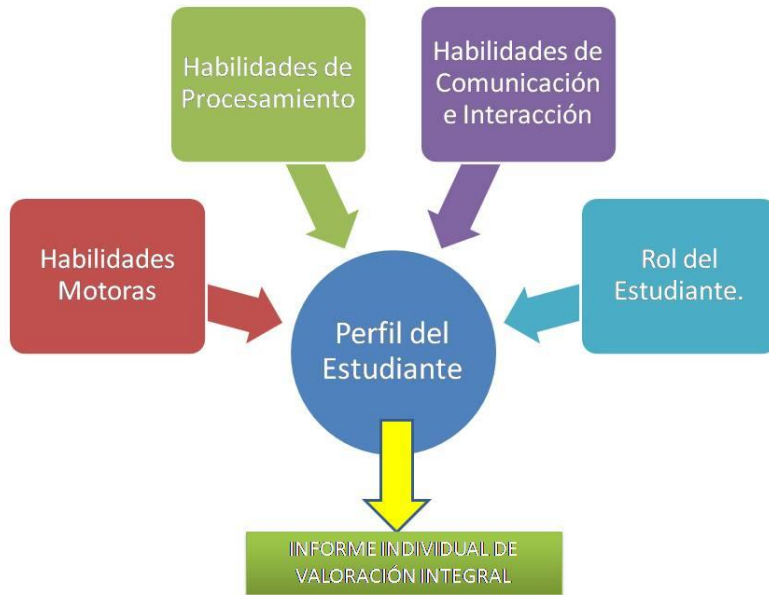 Habilidades de
Procesamiento
Habilidades de
Comunicación
e Interacción
Habilidades
Motoras
Rol del
Estudiante.
Perfil del
Estudiante
INFORME INDIVIDUAL DE
VALORACIÓN INTEGRAL